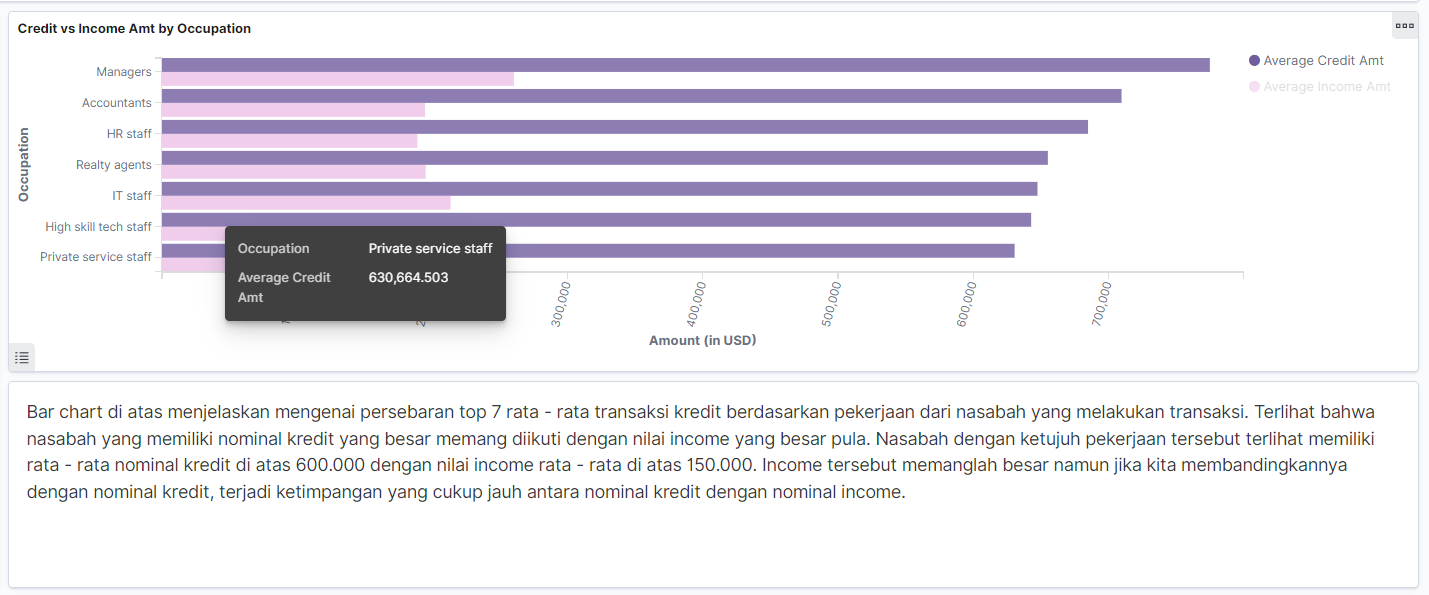 Credit vs Income Amt by Occupation
Average Credit Amt
Average Income Amt
Occupation
Managers
Accountants
HR staff
Realty agents
IT staff
High skill tech staff
Private service staff
Occupation Private service staff
Average Credit 630,664.503
Amt
300,000
400,000
500,000
600,000
700,000
Amount (in USD)
Bar chart di atas menjelaskan mengenai persebaran top 7 rata - rata transaksi kredit berdasarkan pekerjaan dari nasabah yang melakukan transaksi. Terlihat bahwa
nasabah yang memiliki nominal kredit yang besar memang diikuti dengan nilai income yang besar pula. Nasabah dengan ketujuh pekerjaan tersebut terlihat memiliki
rata - rata nominal kredit di atas 600.000 dengan nilai income rata - rata di atas 150.000. Income tersebut memanglah besar namun jika kita membandingkannya
dengan nominal kredit, terjadi ketimpangan yang cukup jauh antara nominal kredit dengan nominal income.